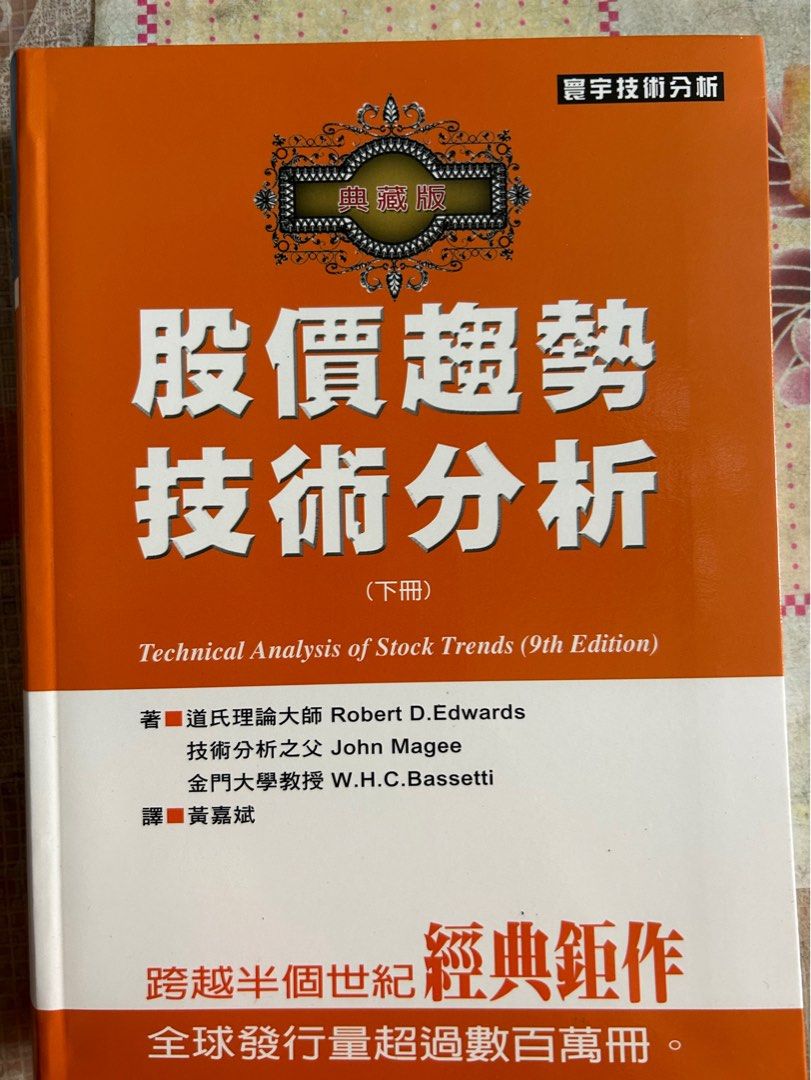 寰宇技術分析
典藏版
股價趨勢
技術分析
(下冊)
Technical Analysis of Stock Trends (9th Edition)
著■道氏理論大師 Robert D.Edwards
技術分析之父 John Magee
金門大學教授 W.H.C.Bassetti
譯■黃嘉斌
跨越半個世紀經典鉅作
全球發行量超過數百萬冊。